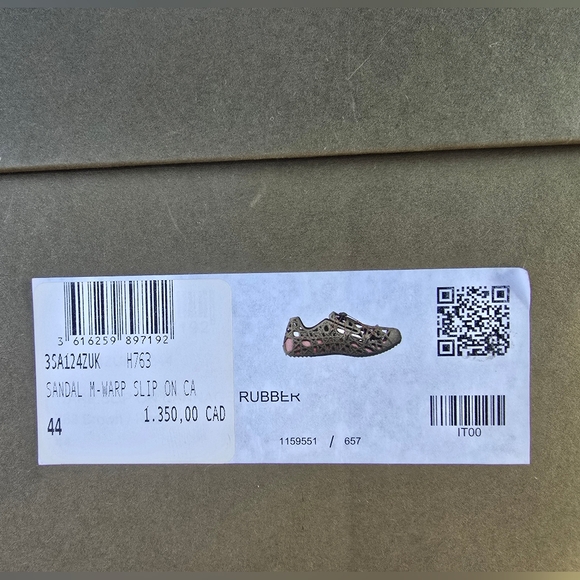 3 616259 897192
3SA124ZUK H763
SANDAL M-WARP SLIP ON CA
1.350,00 CAD
44
RUBBER
1159551 / 657
IT00